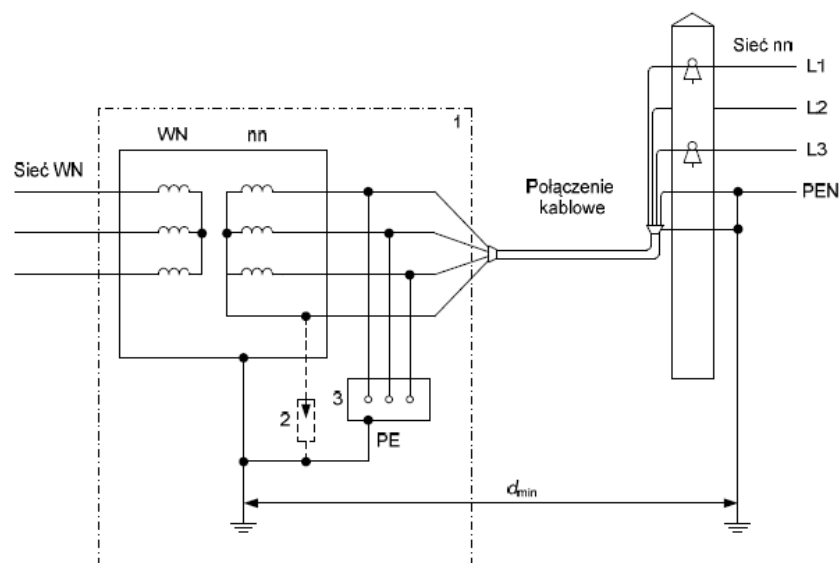 Sieć nn
L1
L2
L3
PEN
1
WN
nn
Sieć WN
Połączenie
kablowe
3
2
PE
dmin